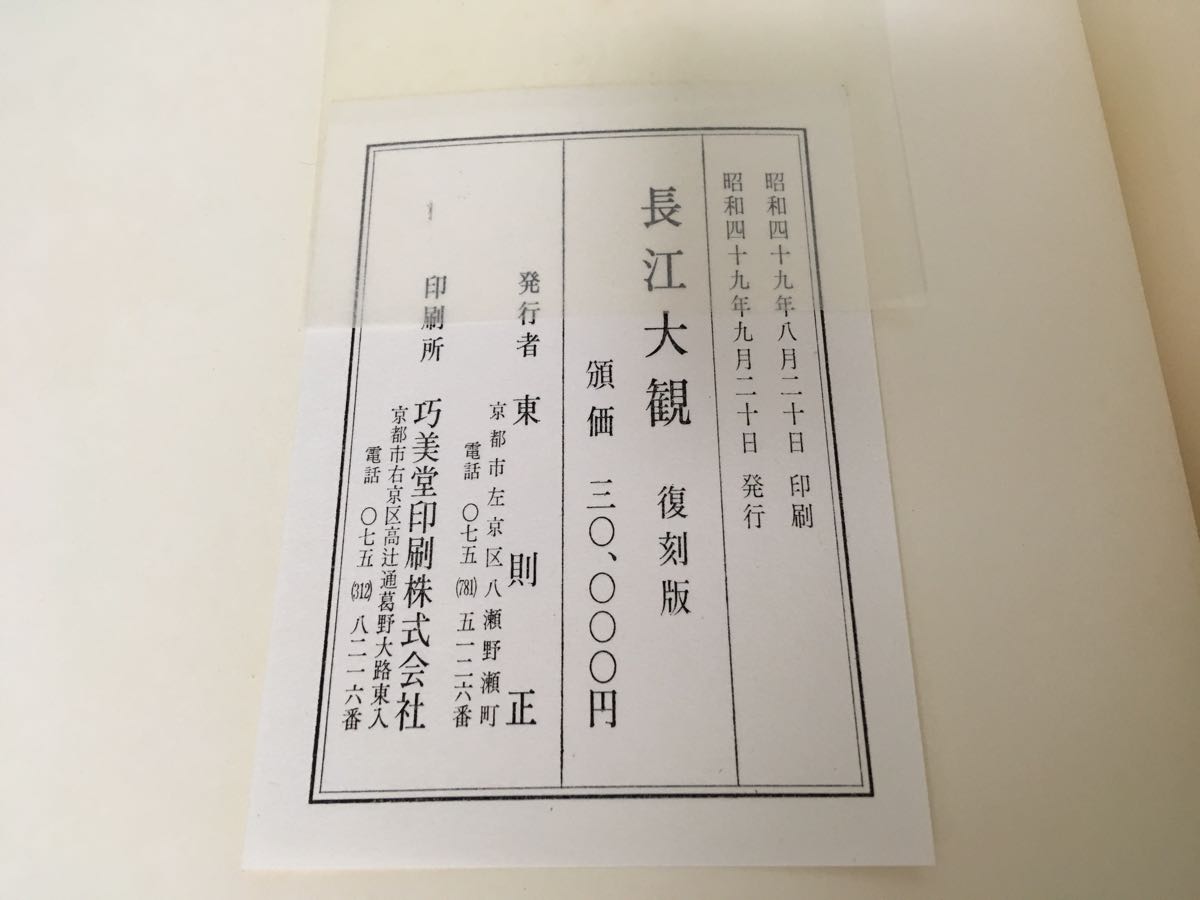 昭和四十九年八月二十日 印刷
昭和四十九年九月二十日 発行
長江大観 復刻版
頒価 三〇、〇〇〇円
発行者 東則正
京都市左京区八瀬野瀬町
電話 〇七五(781)五一二六番
印刷所 巧美堂印刷株式会社
京都市右京区高辻通葛野大路東入
電話 〇七五(312)八二一六番